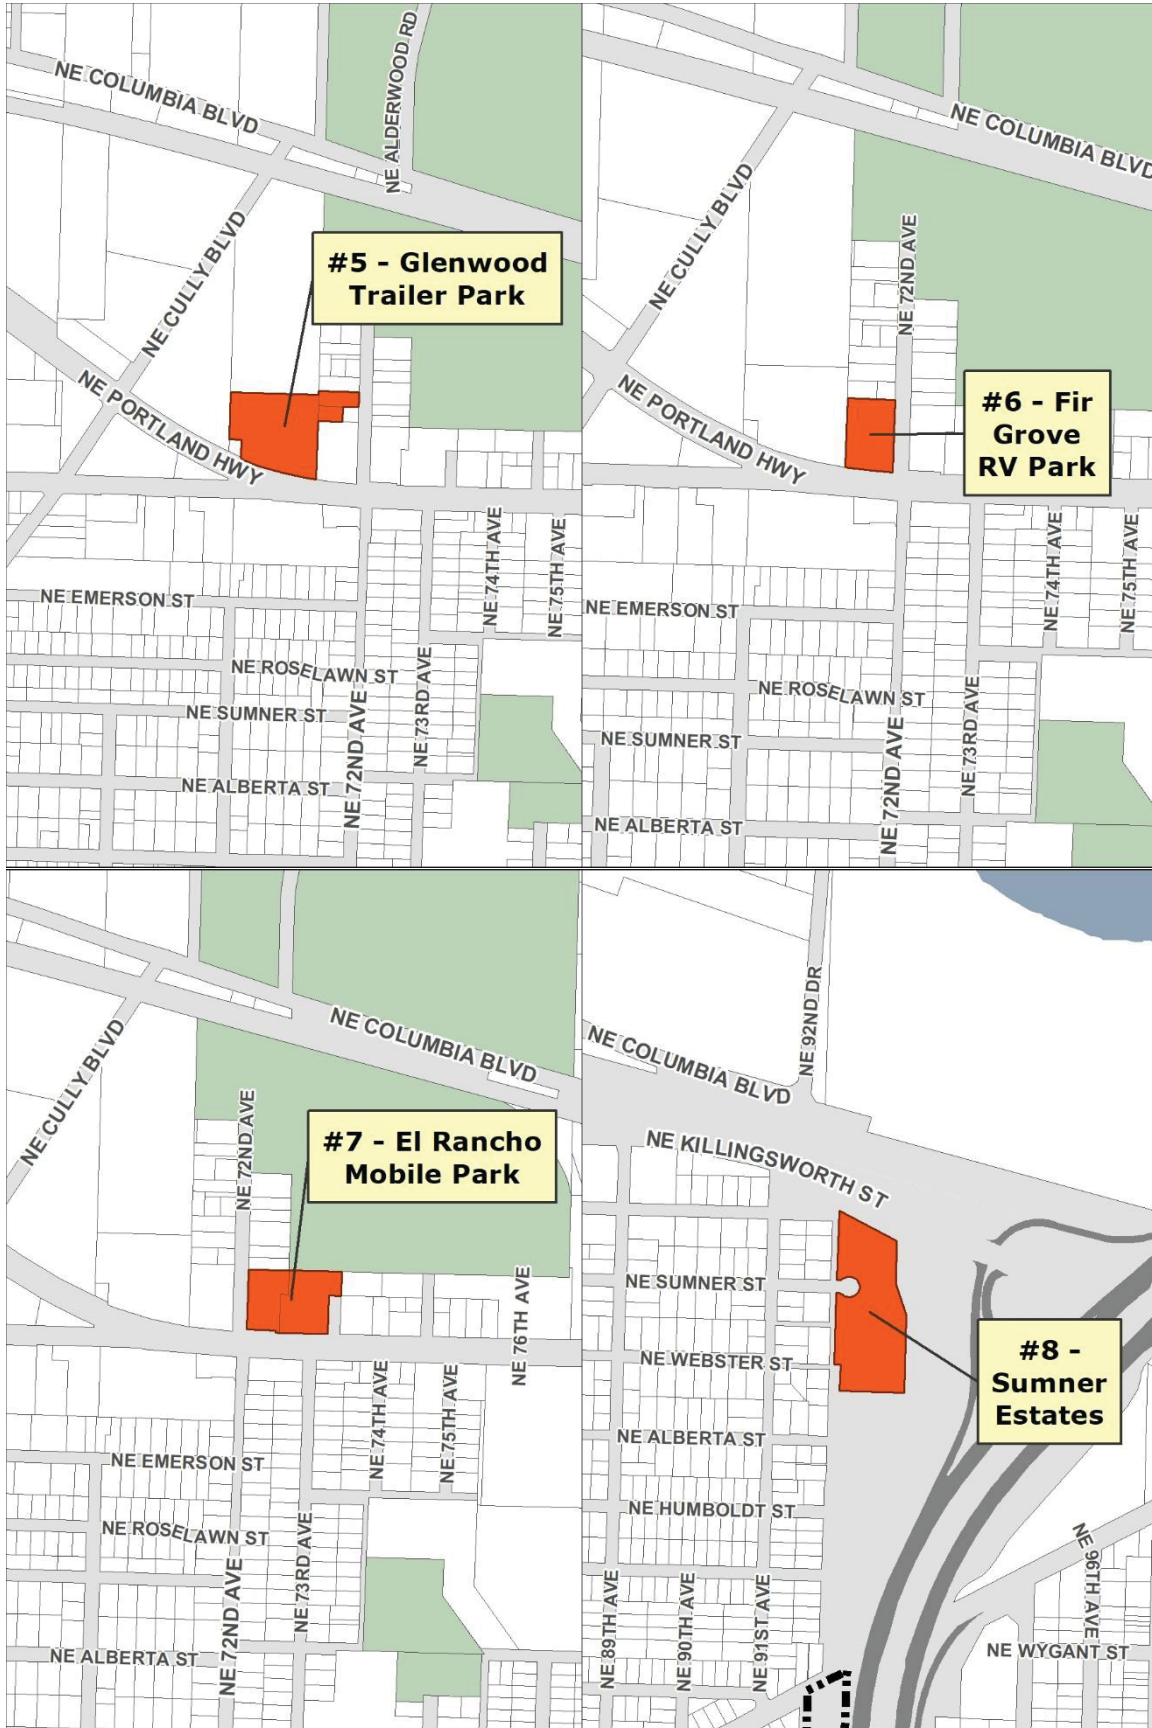 NE COLUMBIA BLVD
NE ALDERWOOD RD
NE CULLY BLVD
#5 - Glenwood
Trailer Park
NE PORTLAND HWY
NE 74TH AVE
NE 75TH AVE
NE EMERSON ST
NE ROSELAWN ST
NE SUMNER ST
NE 72ND AVE
NE 73RD AVE
NE ALBERTA ST
NE COLUMBIA BLVD
NE CULLY BLVD
NE 72ND AVE
NE PORTLAND HWY
#6 - Fir
Grove
RV Park
NE 74TH AVE
NE 75TH AVE
NE EMERSON ST
NE ROSELAWN ST
NE SUMNER ST
NE 72ND AVE
NE 73RD AVE
NE ALBERTA ST
NE COLUMBIA BLVD
NE CULLY BLVD
NE 72ND AVE
#7 - El Rancho
Mobile Park
NE 76TH AVE
NE 74TH AVE
NE 75TH AVE
NE EMERSON ST
NE ROSELAWN ST
NE 73RD AVE
NE 72ND AVE
NE ALBERTA ST
NE 92ND DR
NE COLUMBIA BLVD
NE KILLINGSWORTH ST
NE SUMNER ST
NE WEBSTER ST
#8 -
Sumner
Estates
NE ALBERTA ST
NE HUMBOLDT ST
NE 89TH AVE
NE 90TH AVE
NE 91ST AVE
NE 96TH AVE
NE WYGANT ST